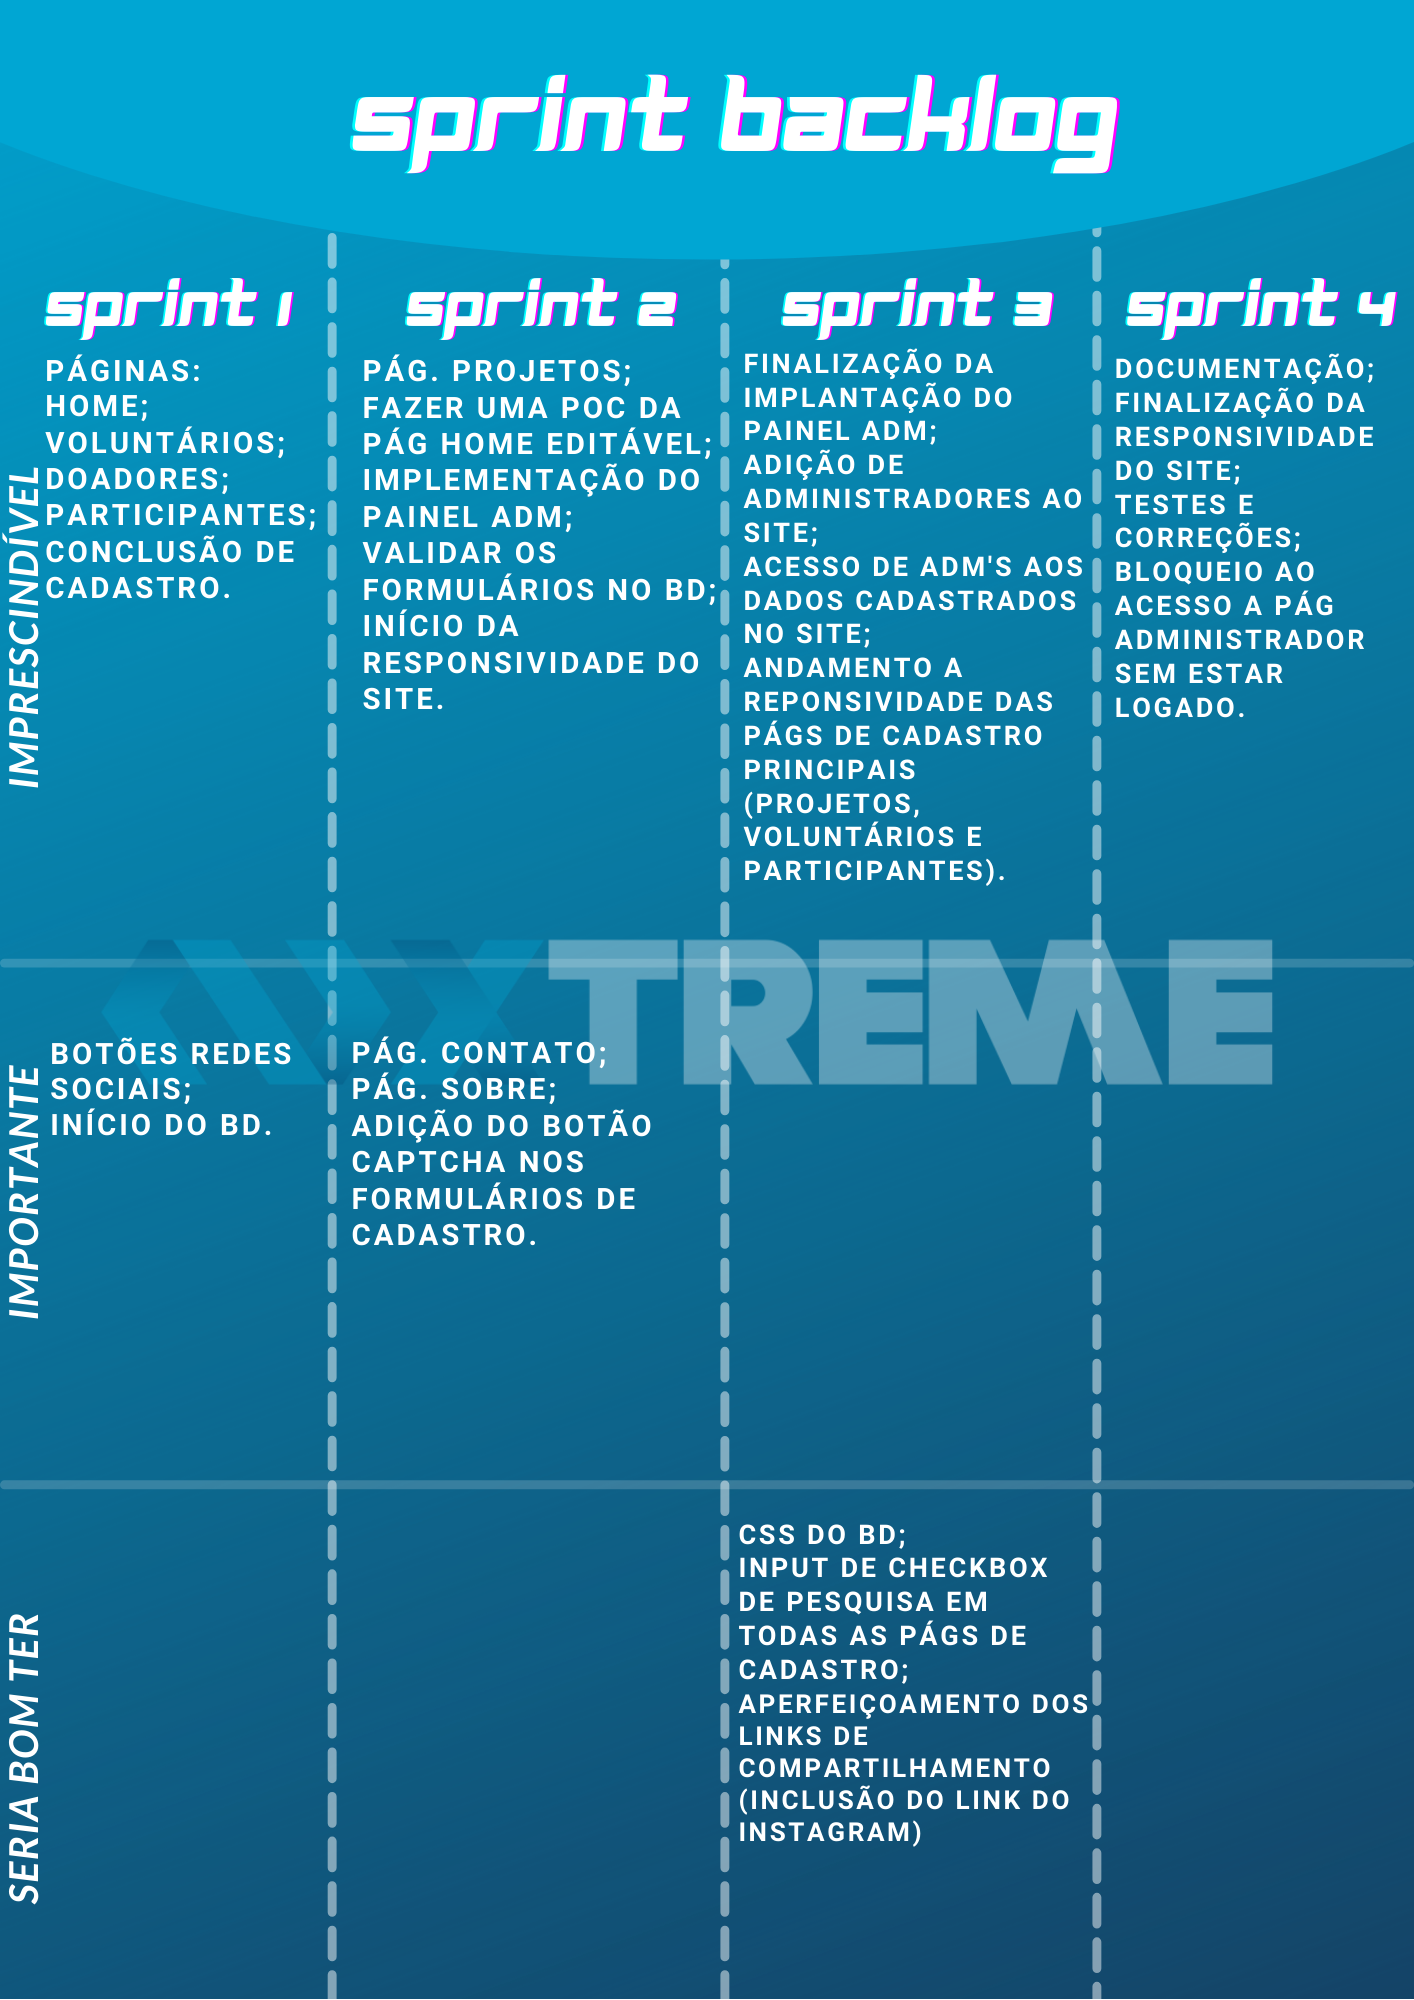 sprint backlog
sprint 1
PÁGINAS:
HOME;
VOLUNTÁRIOS;
DOADORES;
PARTICIPANTES;
CONCLUSÃO DE
CADASTRO.
sprint 2
PÁG. PROJETOS;
FAZER UMA POC DA
PÁG HOME EDITÁVEL;
IMPLEMENTAÇÃO DO
PAINEL ADM;
VALIDAR OS
FORMULÁRIOS NO BD;
INÍCIO DA
RESPONSIVIDADE DO
SITE.
sprint 3
FINALIZAÇÃO DA
IMPLANTAÇÃO DO
PAINEL ADM;
ADIÇÃO DE
ADMINISTRADORES AO
SITE;
ACESSO DE ADM'S AOS
DADOS CADASTRADOS
NO SITE;
ANDAMENTO A
REPONSIVIDADE DAS
PÁGS DE CADASTRO
PRINCIPAIS
(PROJETOS,
VOLUNTÁRIOS E
PARTICIPANTES).
sprint 4
DOCUMENTAÇÃO;
FINALIZAÇÃO DA
RESPONSIVIDADE
DO SITE;
TESTES E
CORREÇÕES;
BLOQUEIO AO
ACESSO A PÁG
ADMINISTRADOR
SEM ESTAR
LOGADO.
IMPRESCINDÍVEL
XTREME
IMPORTANTE
BOTÕES REDES
SOCIAIS;
INÍCIO DO BD.
PÁG. CONTATO;
PÁG. SOBRE;
ADIÇÃO DO BOTÃO
CAPTCHA NOS
FORMULÁRIOS DE
CADASTRO.
SERIA BOM TER
CSS DO BD;
INPUT DE CHECKBOX
DE PESQUISA EM
TODAS AS PÁGS DE
CADASTRO;
APERFEIÇOAMENTO DOS
LINKS DE
COMPARTILHAMENTO
(INCLUSÃO DO LINK DO
INSTAGRAM)